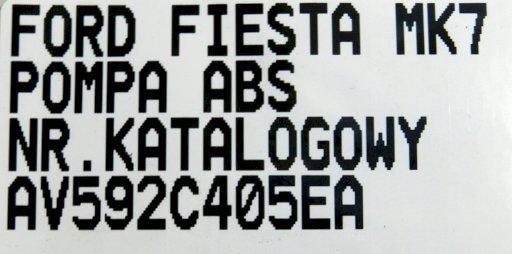 FORD FIESTA MK7
POMPA ABS
NR.KATALOGOWY
AV592C405EA